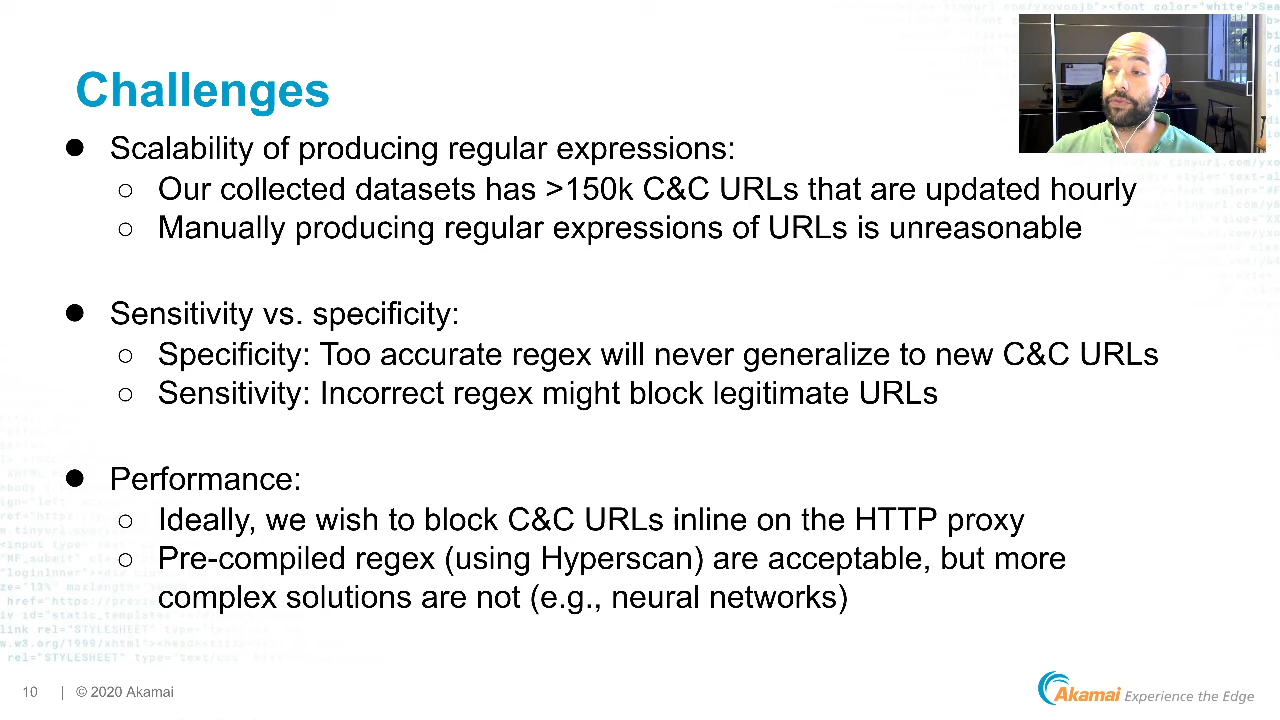 Challenges
● Scalability of producing regular expressions:
○ Our collected datasets has >150k C&C URLs that are updated hourly
○ Manually producing regular expressions of URLs is unreasonable
● Sensitivity vs. specificity:
○ Specificity: Too accurate regex will never generalize to new C&C URLs
○ Sensitivity: Incorrect regex might block legitimate URLs
● Performance:
○ Ideally, we wish to block C&C URLs inline on the HTTP proxy
○ Pre-compiled regex (using Hyperscan) are acceptable, but more
complex solutions are not (e.g., neural networks)
10 | © 2020 Akamai
Akamai Experience the Edge